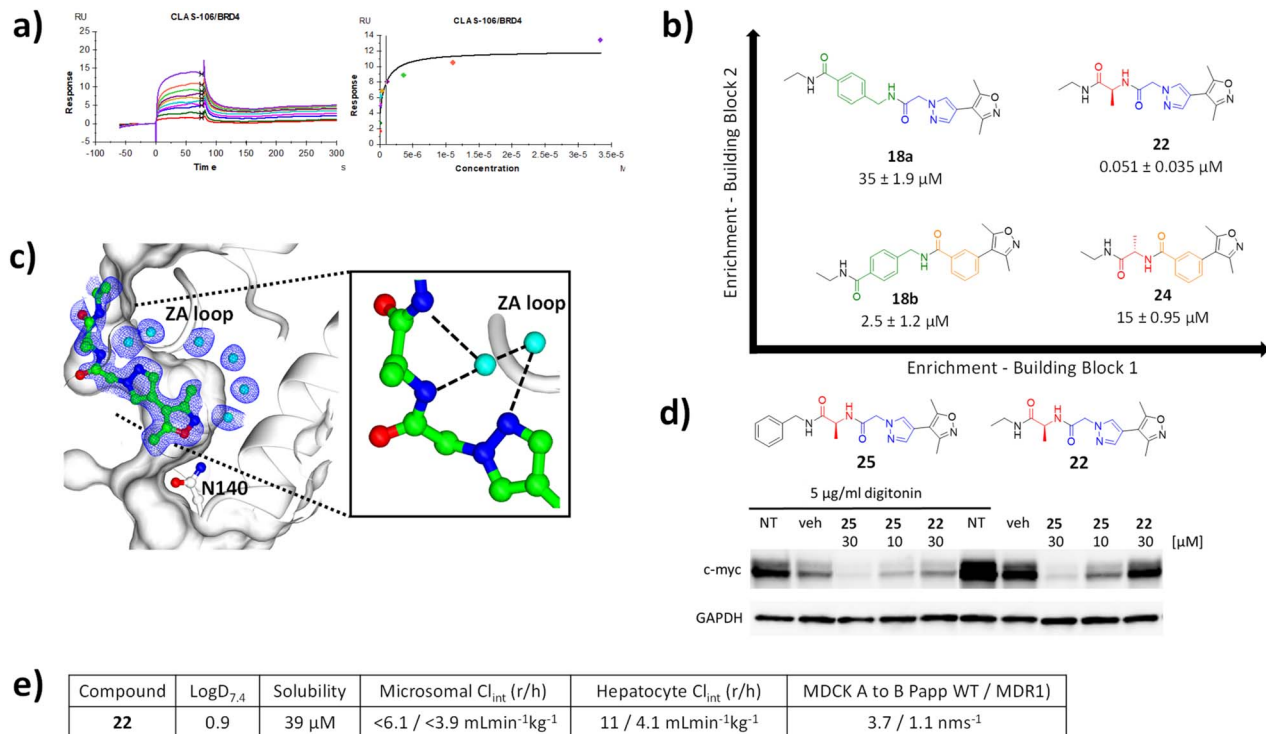 a)
RU
CLAS-106/BRD4
25
20
15
10
5
0
-5
Response
-100
-50
0
50
100
150
200
250
300
Time
s
RU
CLAS-106/BRD4
14
12
10
8
6
4
2
0
Response
0
5e-6
1e-5
1.5e-5
2e-5
2.5e-5
3e-5
3.5e-5
Concentration
b)
Enrichment - Building Block 2
18a
35 ± 1.9 µM
22
0.051 ± 0.035 µM
18b
2.5 ± 1.2 µM
24
15 ± 0.95 µM
Enrichment - Building Block 1
c)
ZA loop
N140
ZA loop
d)
25
22
5 µg/ml digitonin
NT veh 25 25 22 NT veh 25 25 22
30 10 30 30 10 30 [µM]
c-myc
GAPDH
e)
Compound LogD7.4 Solubility Microsomal Clint (r/h) Hepatocyte Clint (r/h) MDCK A to B Papp WT / MDR1)
22 0.9 39 µM <6.1 / <3.9 mLmin-1kg-1 11 / 4.1 mLmin-1kg-1 3.7 / 1.1 nms-1